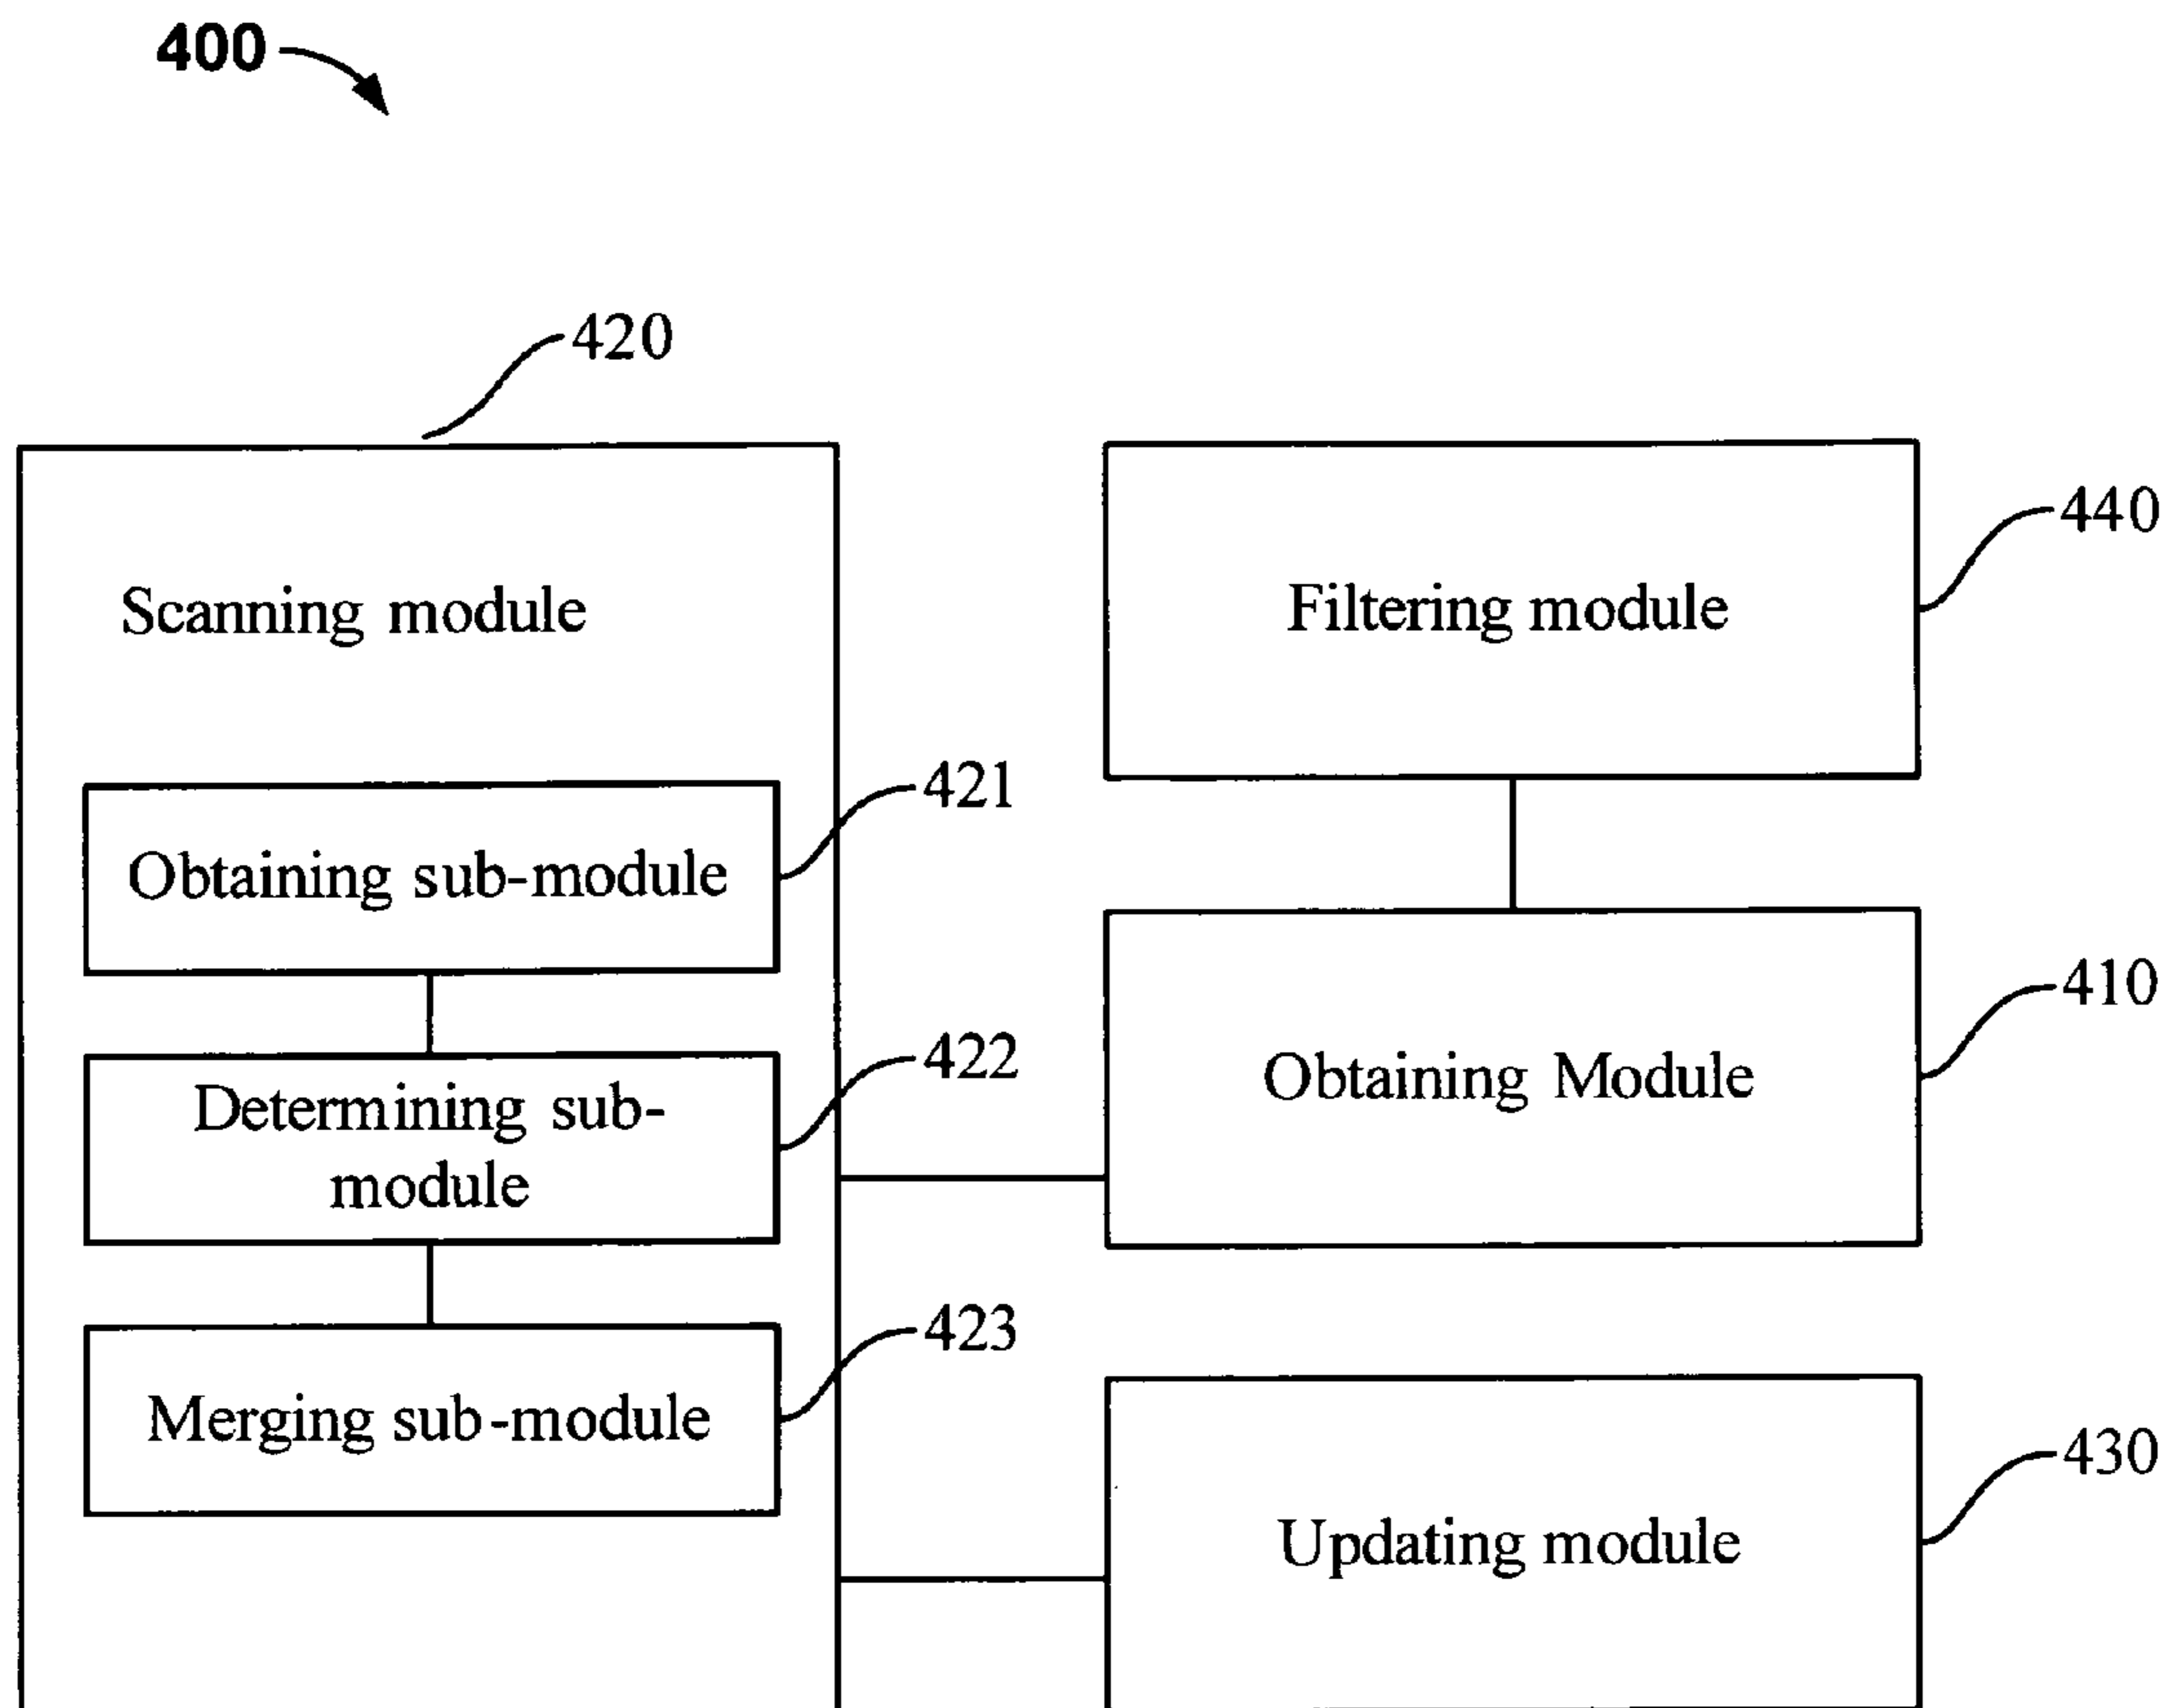 400
420
Scanning module
Filtering module
440
421
Obtaining sub-module
410
422
Obtaining Module
Determining sub-
module
423
Merging sub-module
430
Updating module